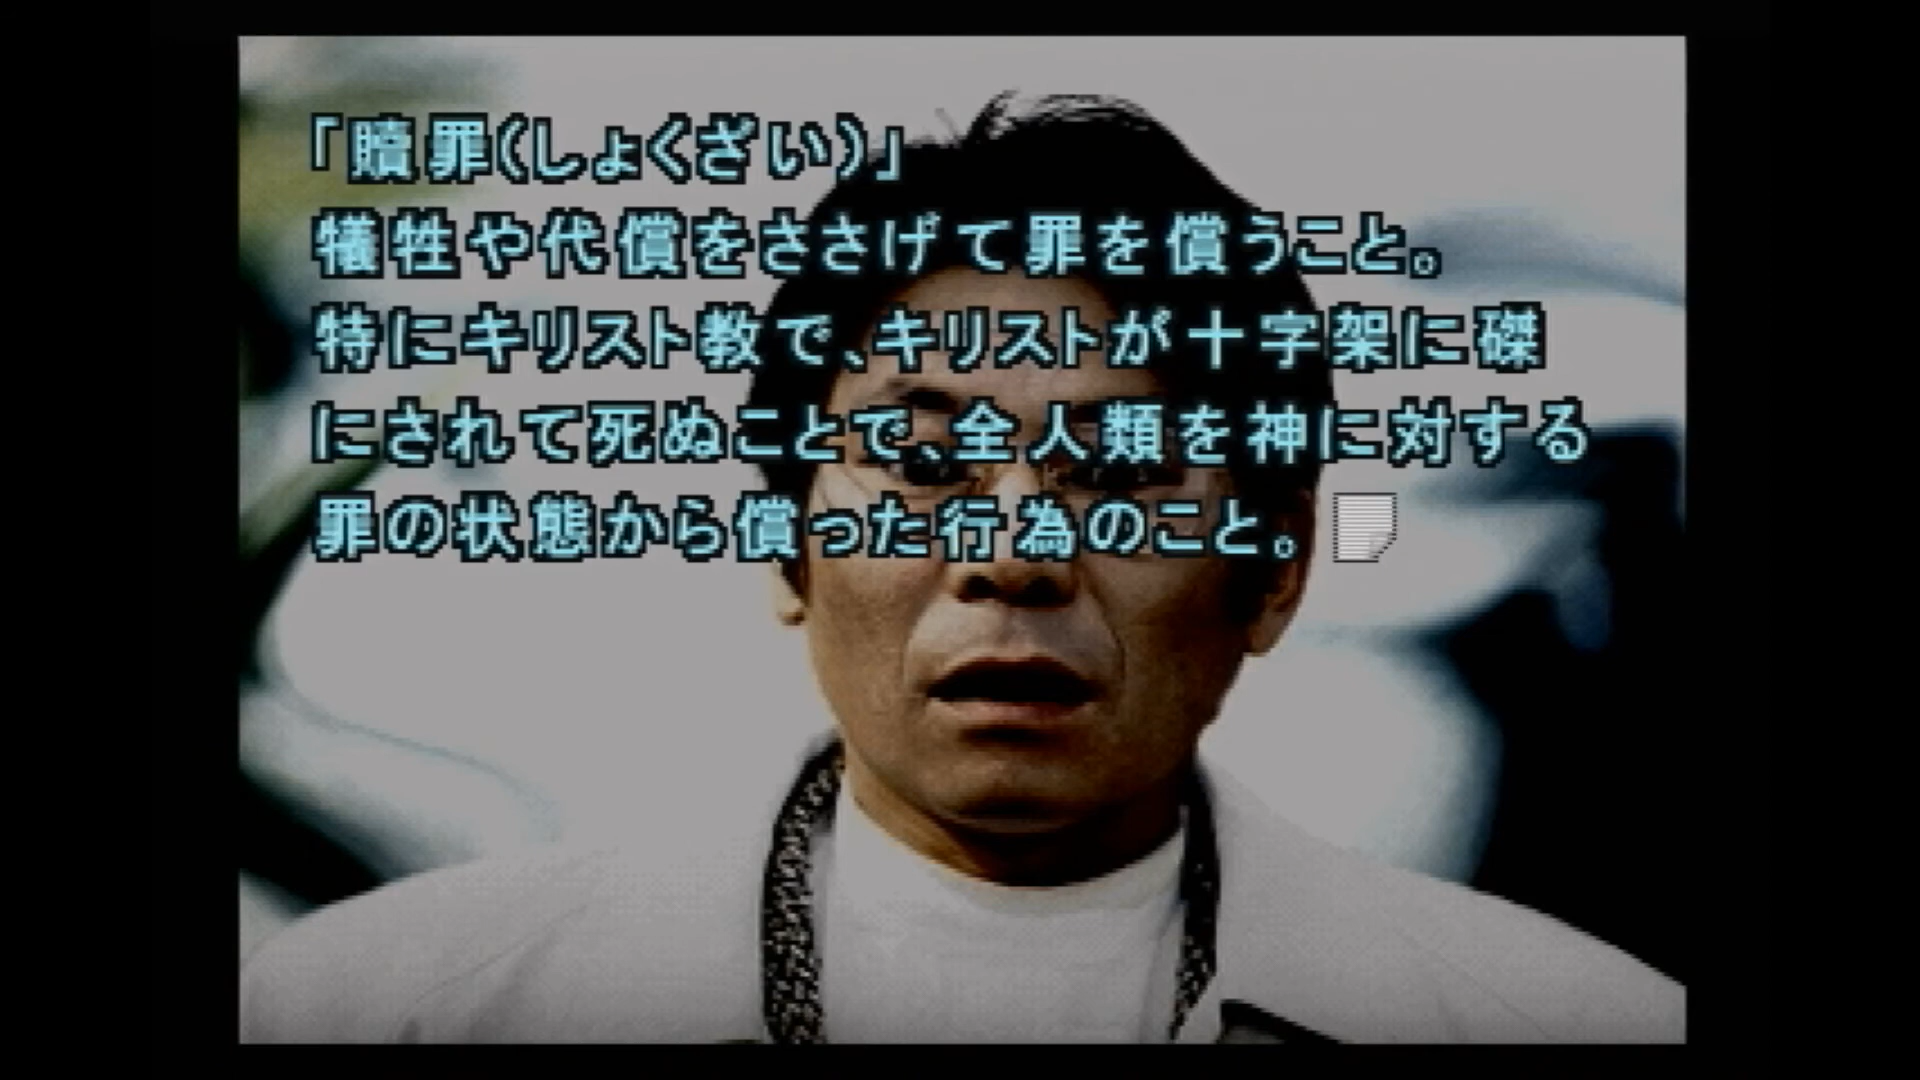 「贖罪(しょくざい)」
犠牲や代償をささげて罪を償うこと。
特にキリスト教で、キリストが十字架に磔
にされて死ぬことで、全人類を神に対する
罪の状態から償った行為のこと。